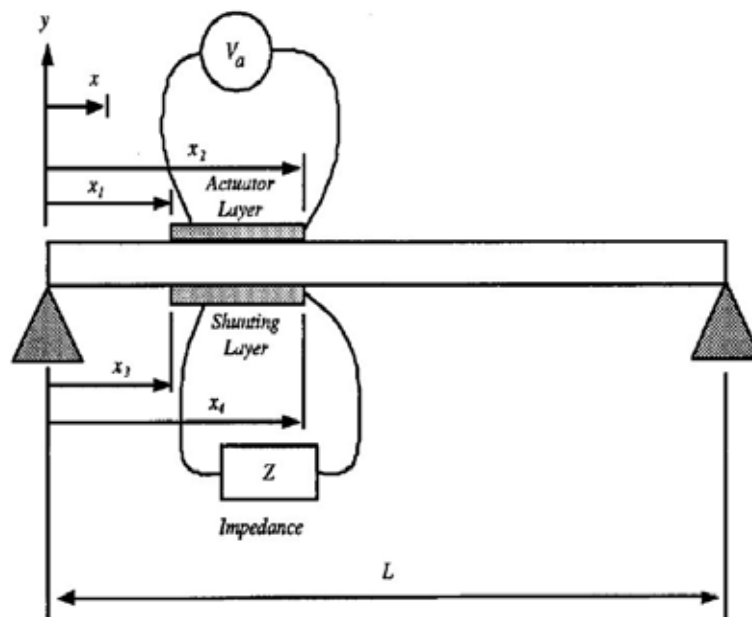 y
V_a
x
x_2
x_1
Actuator
Layer
Shunting
Layer
x_3
x_4
Z
Impedance
L